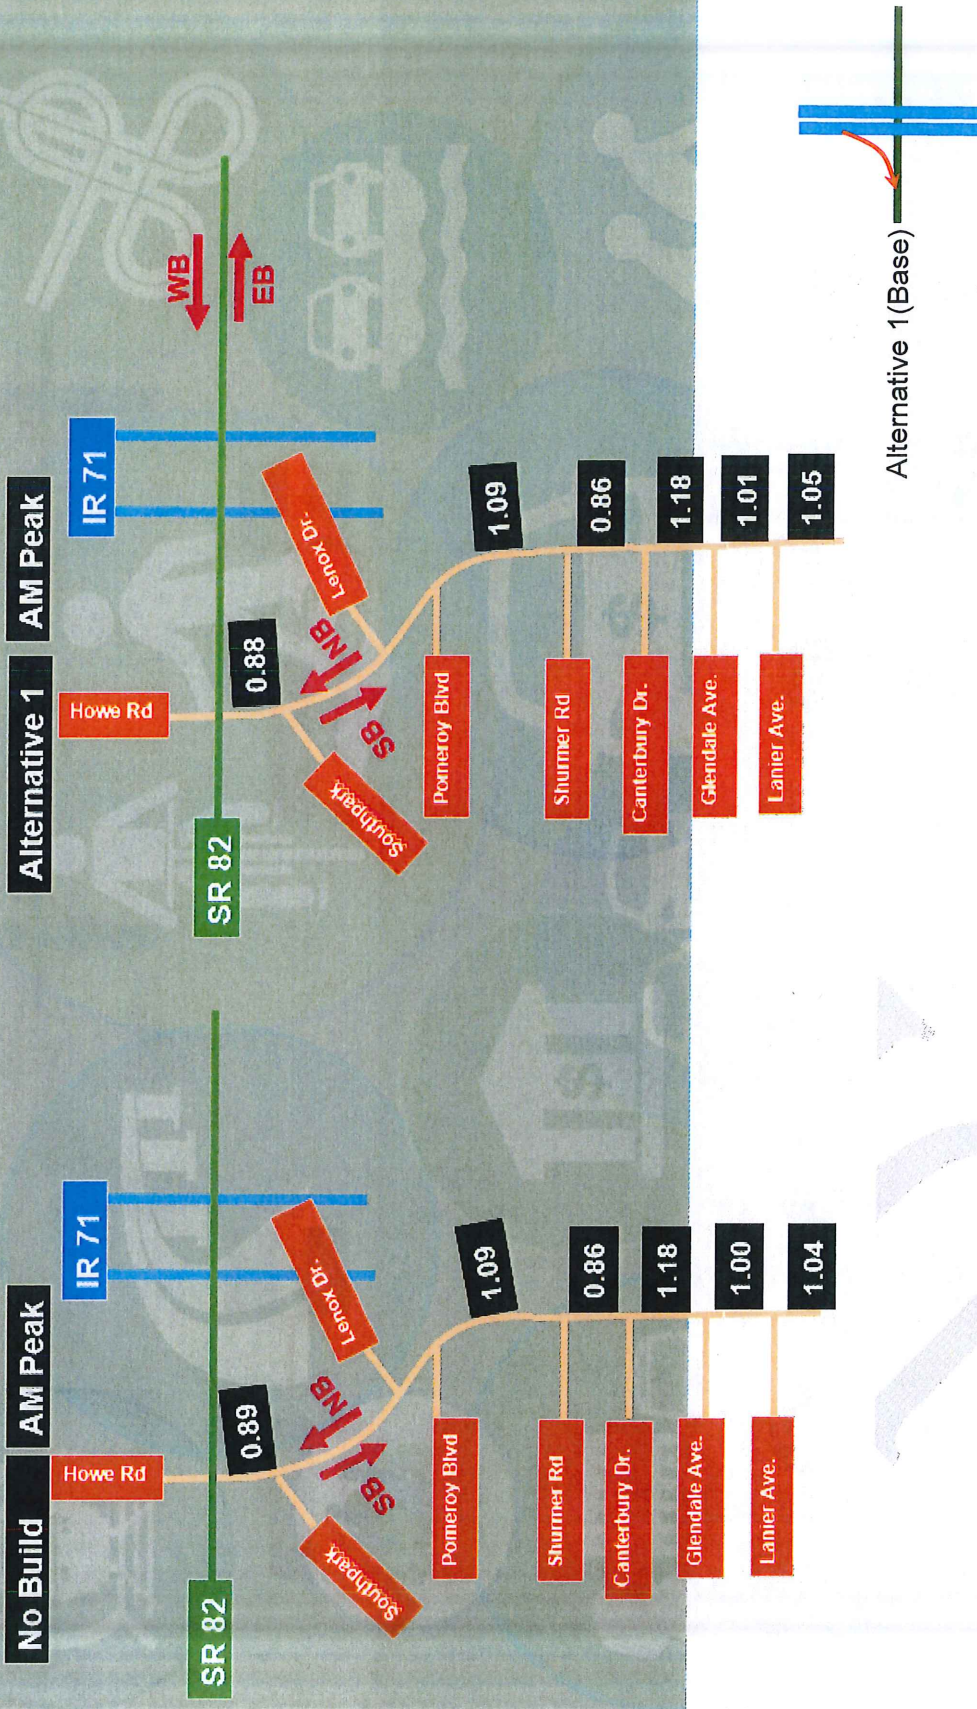 No Build
AM Peak
Howe Rd
IR 71
SR 82
0.89
NB
SB
Lenox Dr.
Southpark
Pomeroy Blvd
1.09
Shurmer Rd
0.86
Canterbury Dr.
1.18
Glendale Ave.
1.00
Lanier Ave.
1.04
Alternative 1
AM Peak
Howe Rd
IR 71
WB
EB
SR 82
0.88
NB
SB
Lenox Dr.
Southpark
Pomeroy Blvd
1.09
Shurmer Rd
0.86
Canterbury Dr.
1.18
Glendale Ave.
1.01
Lanier Ave.
1.05
Alternative 1(Base)